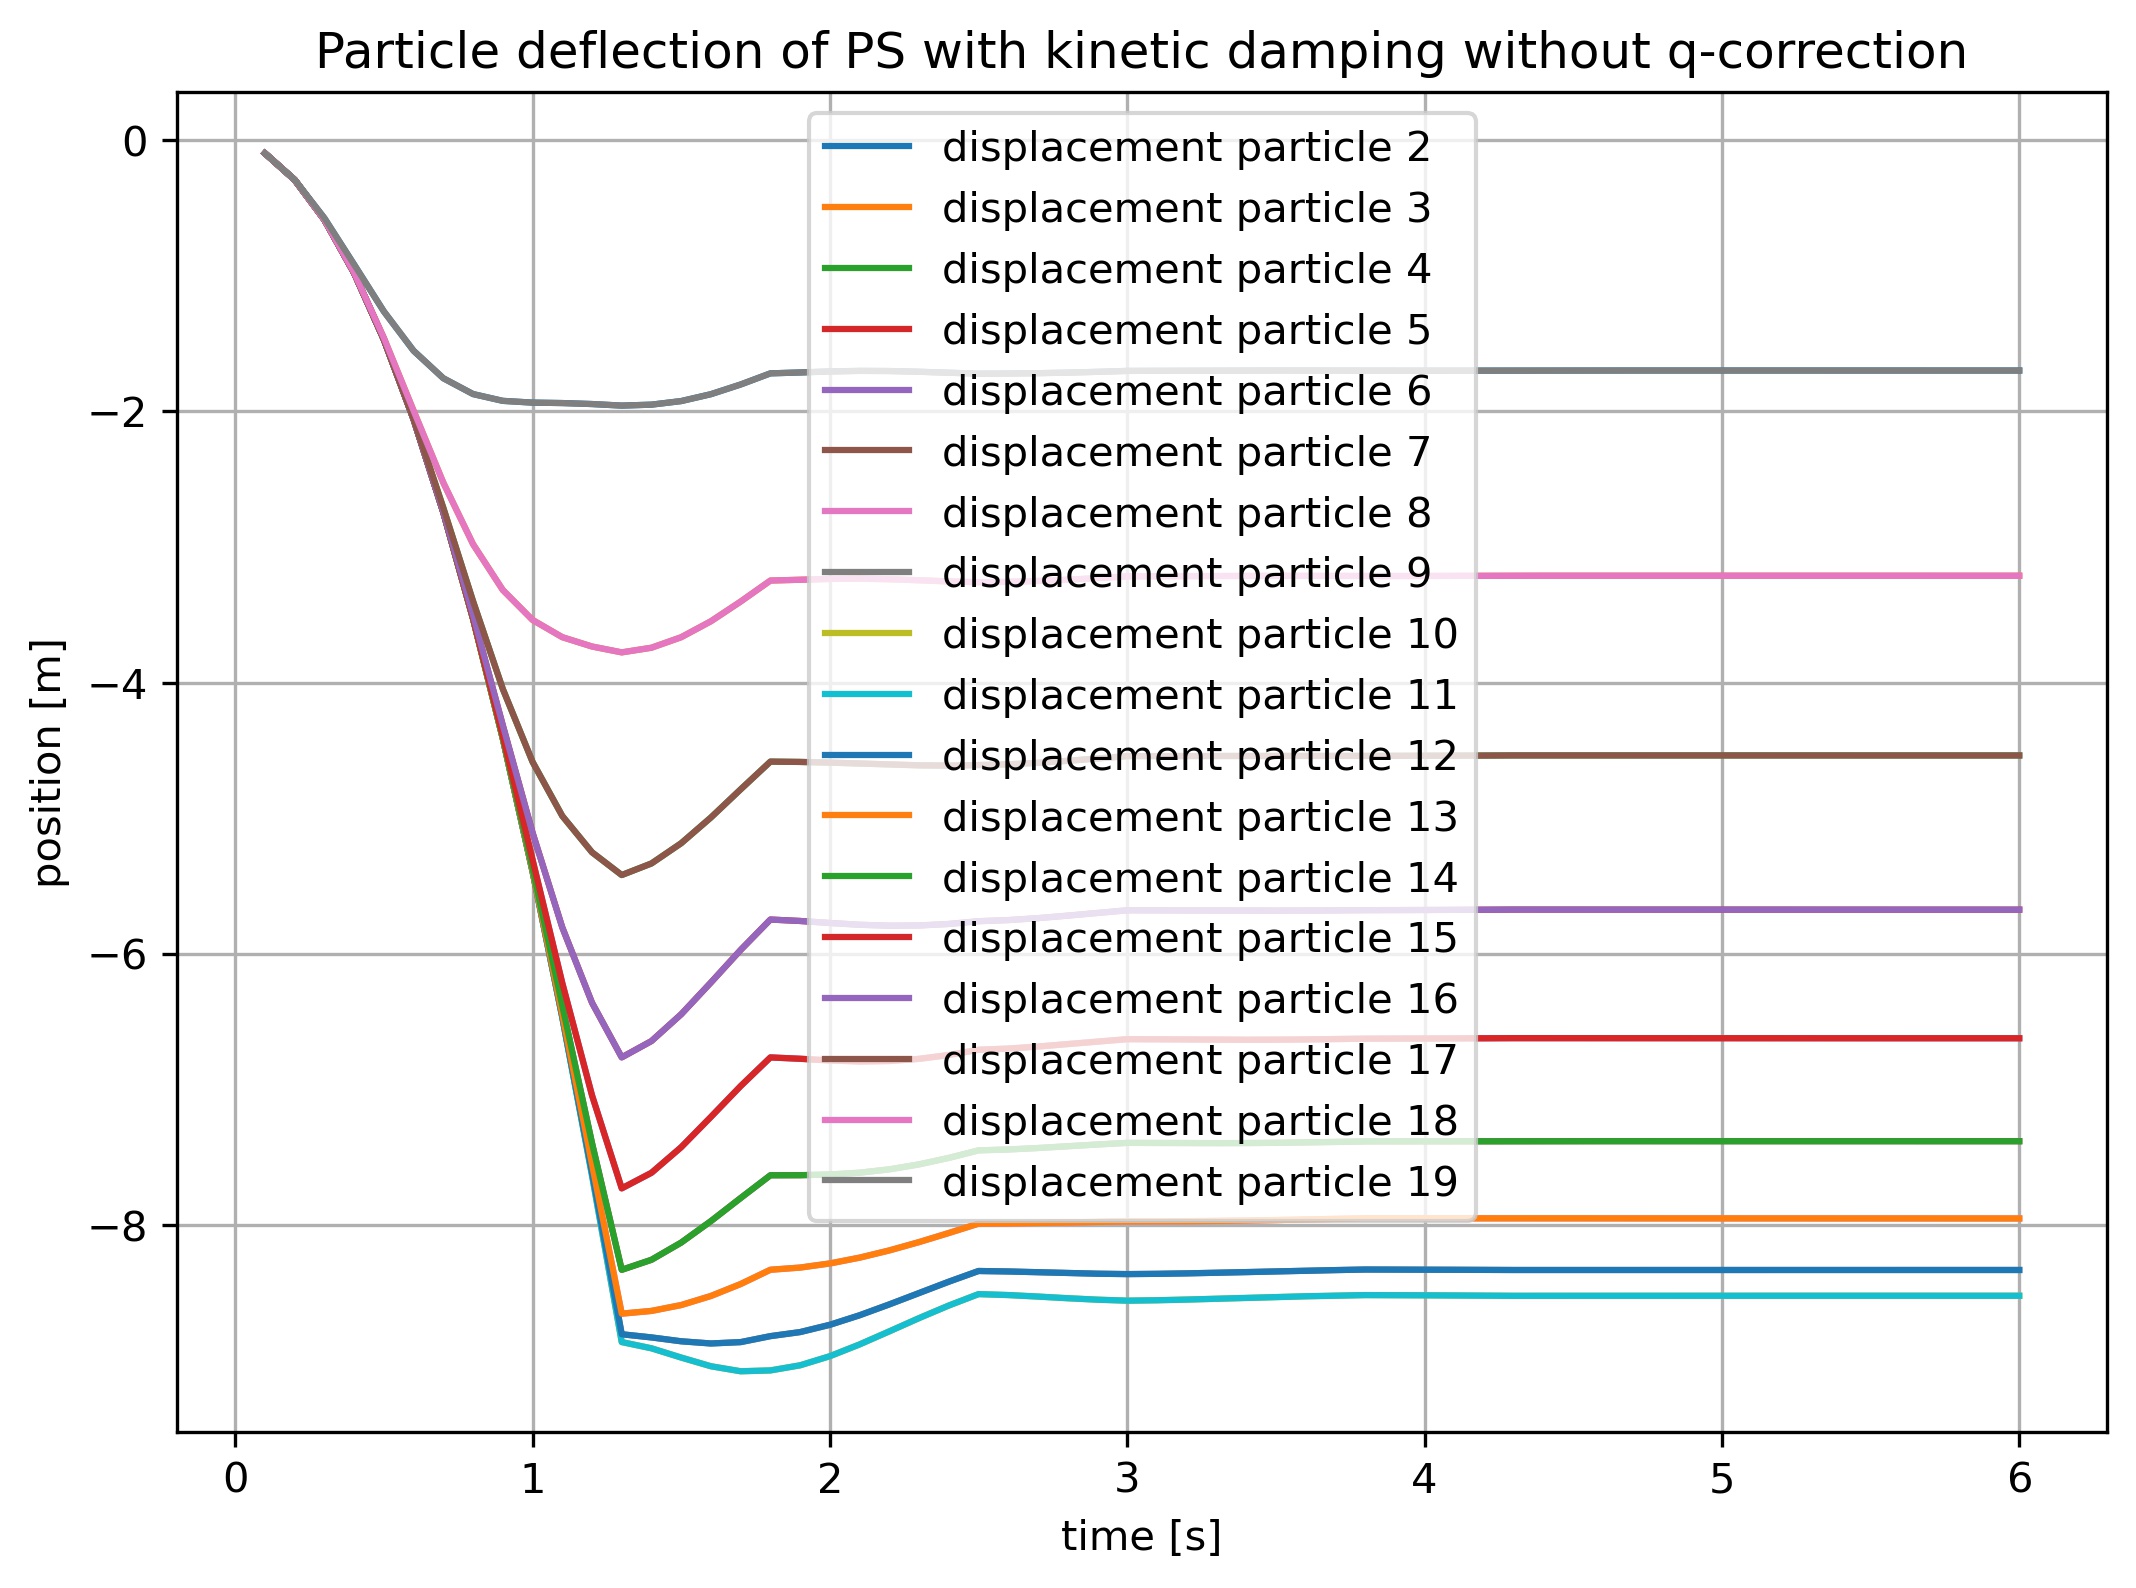 Particle deflection of PS with kinetic damping without q-correction
0
−2
−4
−6
−8
position [m]
displacement particle 2
displacement particle 3
displacement particle 4
displacement particle 5
displacement particle 6
displacement particle 7
displacement particle 8
displacement particle 9
displacement particle 10
displacement particle 11
displacement particle 12
displacement particle 13
displacement particle 14
displacement particle 15
displacement particle 16
displacement particle 17
displacement particle 18
displacement particle 19
0 1 2 3 4 5 6
time [s]